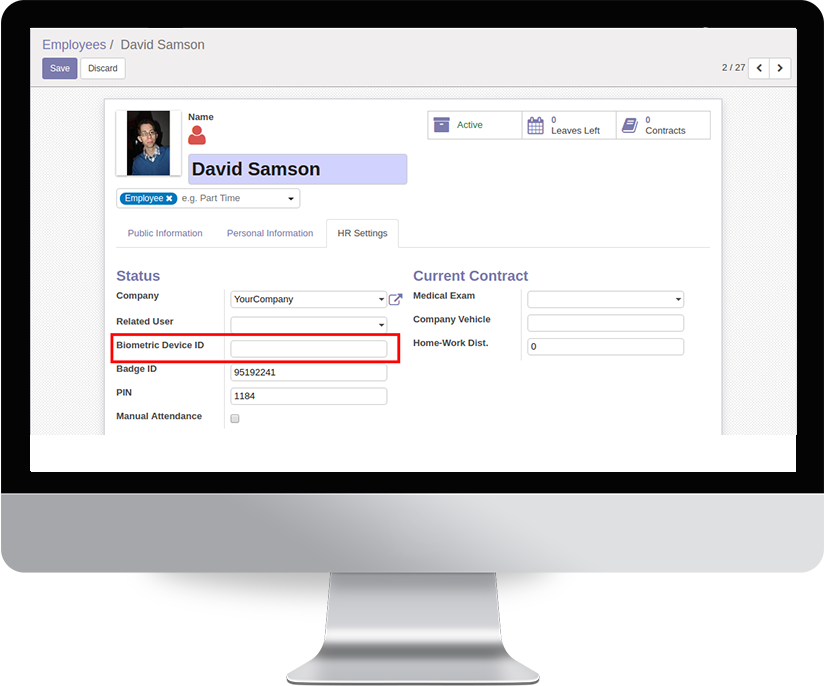 Employees / David Samson
Save Discard
2 / 27
Name
David Samson
Active
0
Leaves Left
0
Contracts
Employee ✖ e.g. Part Time
Public Information Personal Information HR Settings
Status
Company YourCompany
Related User
Biometric Device ID
Badge ID 95192241
PIN 1184
Manual Attendance
Current Contract
Medical Exam
Company Vehicle
Home-Work Dist. 0